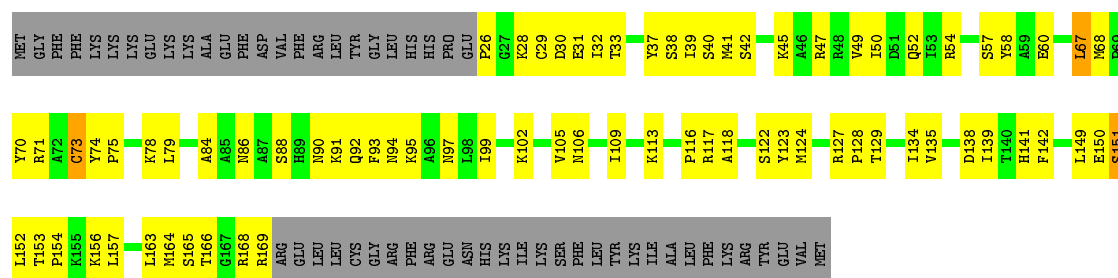 MET GLY PHE PHE LYS LYS LYS GLU LYS LYS ALA GLU PHE ASP VAL PHE ARG LEU TYR GLY LEU HIS HIS PRO GLU P26 G27 K28 C29 D30 E31 I32 T33 Y37 S38 I39 S40 M41 S42 K45 A46 R47 R48 V49 I50 D51 Q52 I53 R54 S57 Y58 A59 E60 L67 M68 E69
Y70 R71 A72 C73 Y74 P75 K78 L79 A84 A85 N86 A87 S88 H89 N90 K91 Q92 F93 N94 K95 A96 N97 L98 I99 K102 V105 N106 I109 K113 P116 R117 A118 S122 Y123 M124 R127 P128 T129 I134 V135 D138 I139 T140 H141 F142 L149 E150 S151
L152 T153 P154 K155 K156 L157 L163 M164 S165 T166 G167 R168 R169 ARG GLU LEU LEU CYS GLY ARG PHE ARG GLU ASN HIS LYS ILE LYS SER PHE LEU TYR LYS ILE ALA LEU PHE LYS ARG TYR GLU VAL MET